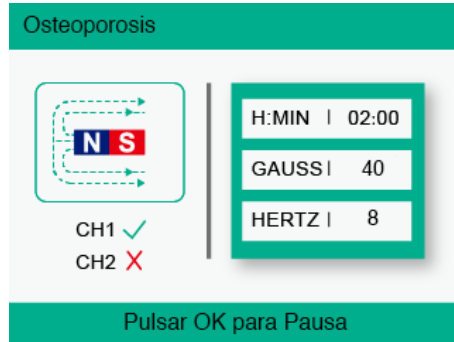 Osteoporosis
N S
CH1
CH2
H:MIN | 02:00
GAUSS | 40
HERTZ | 8
Pulsar OK para Pausa